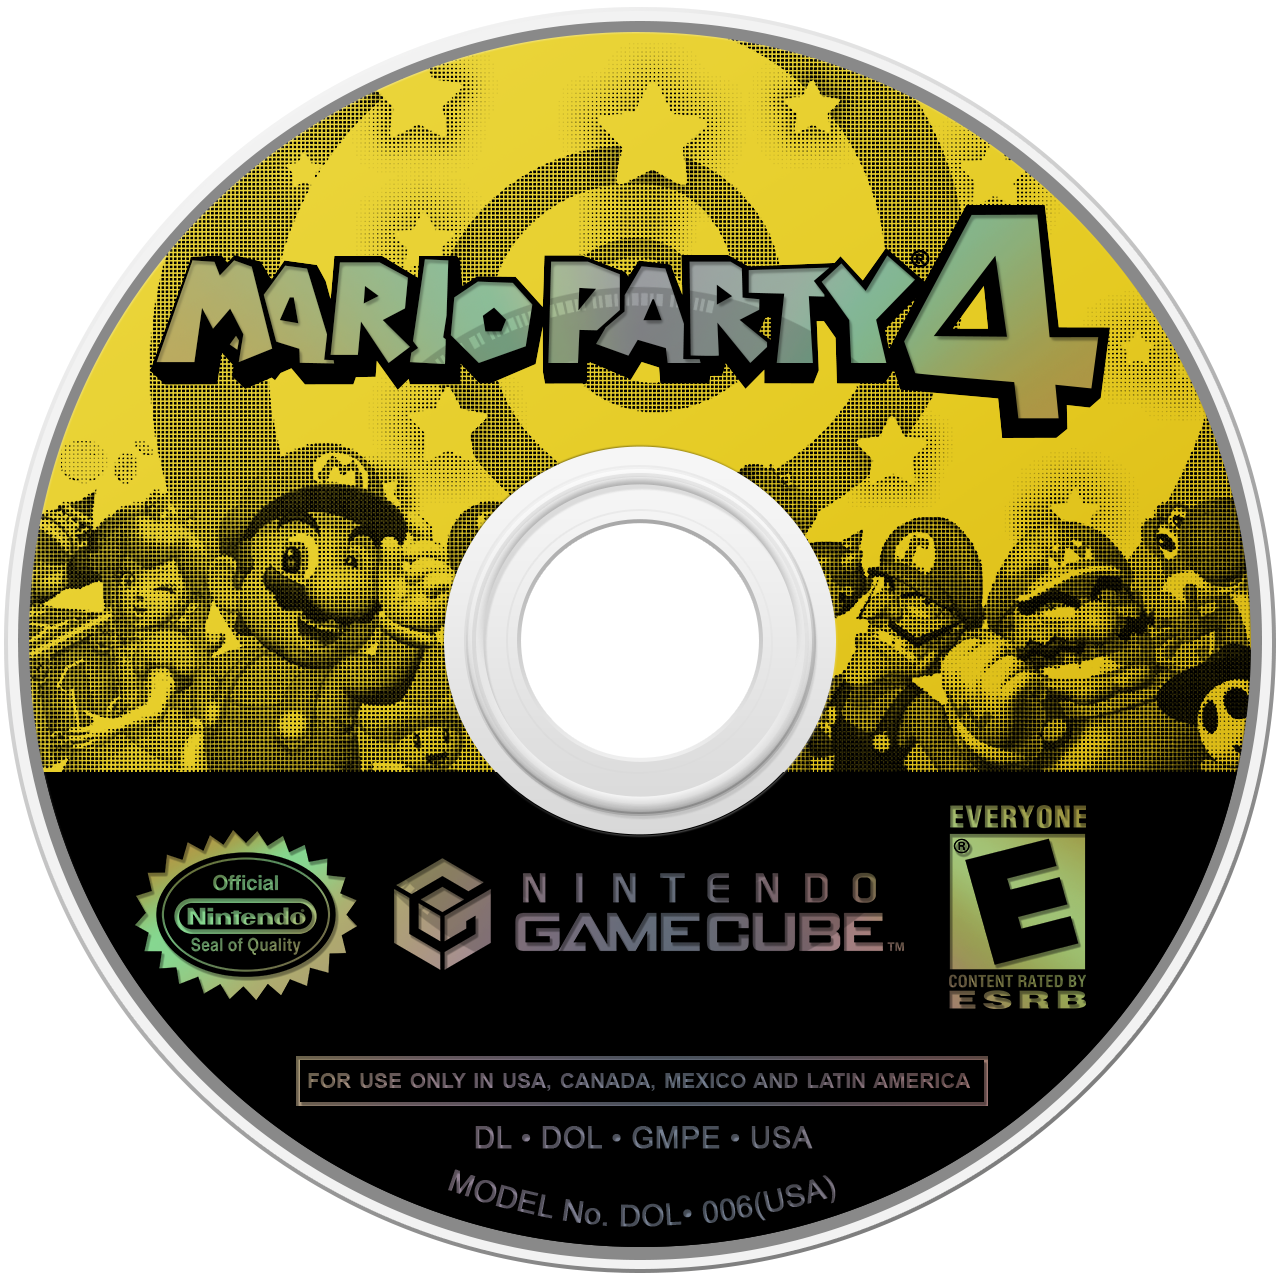 MARIO PARTY 4®
EVERYONE
® E
Official
Nintendo®
Seal of Quality
NINTENDO
GAMECUBE™
CONTENT RATED BY
ESRB
FOR USE ONLY IN USA, CANADA, MEXICO AND LATIN AMERICA
DL • DOL • GMPE • USA
MODEL No. DOL• 006(USA)